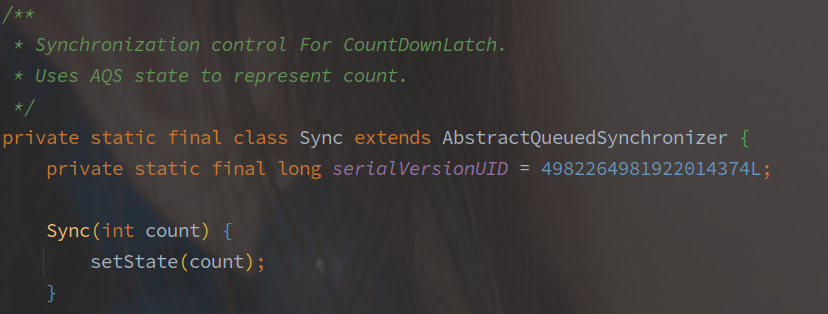 /**
 * Synchronization control For CountDownLatch.
 * Uses AQS state to represent count.
 */
private static final class Sync extends AbstractQueuedSynchronizer {
    private static final long serialVersionUID = 4982264981922014374L;
    Sync(int count) {
        setState(count);
    }